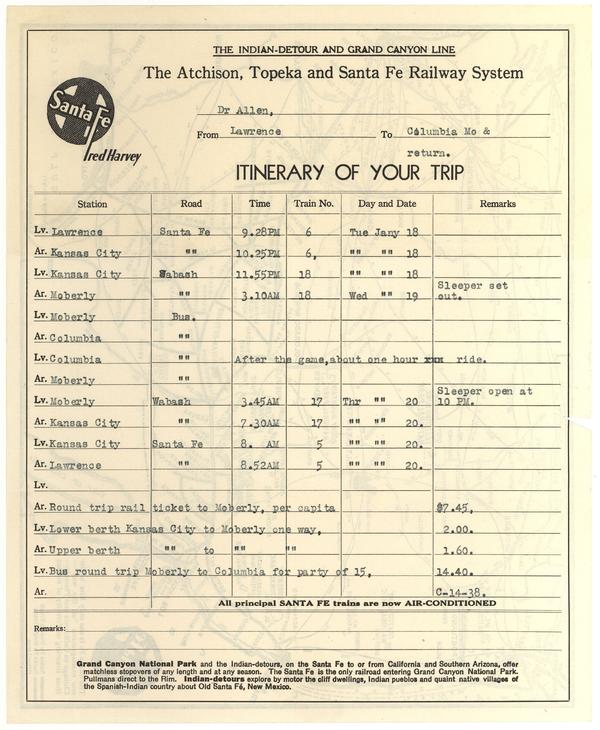 THE INDIAN-DETOUR AND GRAND CANYON LINE
The Atchison, Topeka and Santa Fe Railway System
Santa Fe
Fred Harvey
Dr Allen,
From Lawrence To Columbia Mo &
return.
ITINERARY OF YOUR TRIP
Station Road Time Train No. Day and Date Remarks
Lv. Lawrence Santa Fe 9.28PM 6 Tue Jany 18
Ar. Kansas City "" 10.25PM 6, "" "" 18
Lv. Kansas City Wabash 11.55PM 18 "" "" 18
Ar. Moberly "" 3.10AM 18 Wed "" 19 Sleeper set out.
Lv. Moberly Bus.
Ar. Columbia ""
Lv. Columbia "" After the game,about one hour xxx ride.
Ar. Moberly ""
Lv. Moberly Wabash 3.45AM 17 Thr "" 20 Sleeper open at 10 PM.
Ar. Kansas City "" 7.30AM 17 "" "" 20.
Lv. Kansas City Santa Fe 8. AM 5 "" "" 20.
Ar. Lawrence "" 8.52AM 5 "" "" 20.
Lv.
Ar. Round trip rail ticket to Moberly, per capita $7.45,
Lv. Lower berth Kansas City to Moberly one way, 2.00.
Ar. Upper berth "" to "" "" 1.60.
Lv. Bus round trip Moberly to Columbia for party of 15, 14.40.
Ar. C-14-38.
All principal SANTA FE trains are now AIR-CONDITIONED
Remarks:
Grand Canyon National Park and the Indian-detours, on the Santa Fe to or from California and Southern Arizona, offer
matchless stopovers of any length and at any season. The Santa Fe is the only railroad entering Grand Canyon National Park.
Pullmans direct to the Rim. Indian-detours explore by motor the cliff dwellings, Indian pueblos and quaint native villages of
the Spanish-Indian country about Old Santa Fé, New Mexico.